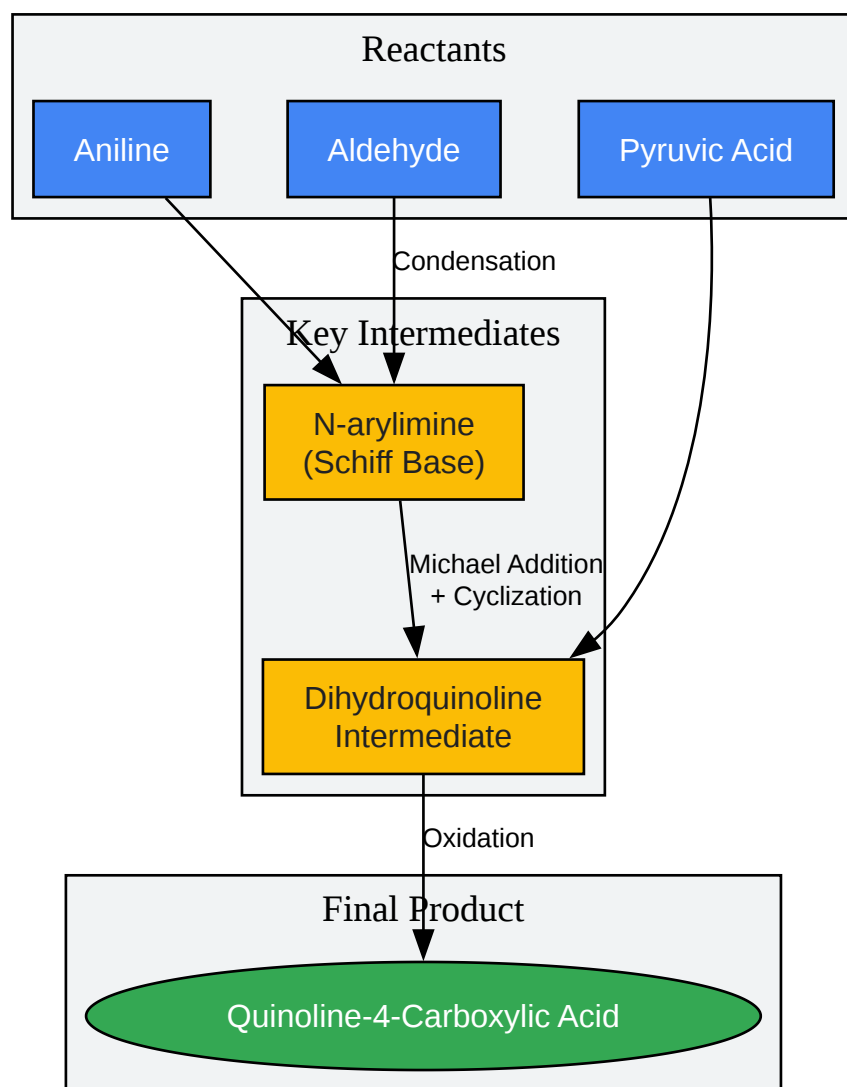 Reactants
Aniline
Aldehyde
Pyruvic Acid
Condensation
Key Intermediates
N-arylimine
(Schiff Base)
Michael Addition
+ Cyclization
Dihydroquinoline
Intermediate
Oxidation
Final Product
Quinoline-4-Carboxylic Acid